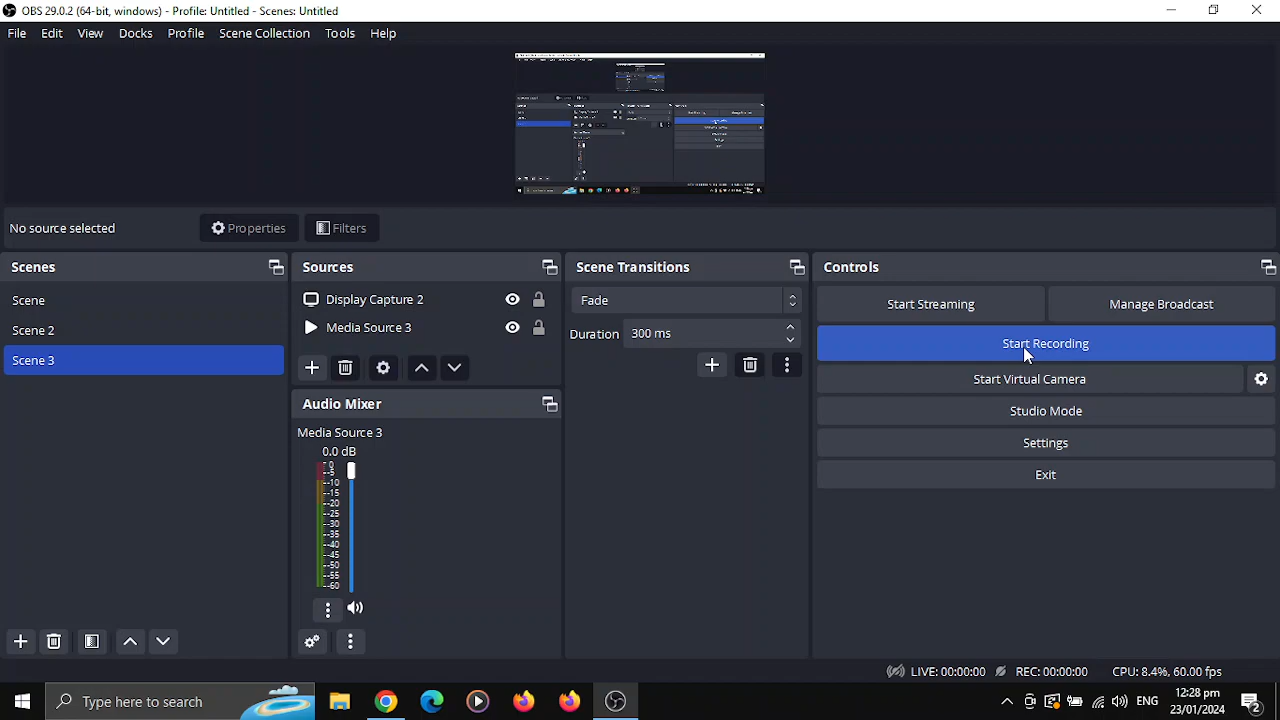 OBS 29.0.2 (64-bit, windows) - Profile: Untitled - Scenes: Untitled
File Edit View Docks Profile Scene Collection Tools Help
No source selected Properties Filters
Scenes
Scene
Scene 2
Scene 3
Sources
Display Capture 2
Media Source 3
Audio Mixer
Media Source 3
0.0 dB
0
-5
-10
-15
-20
-25
-30
-35
-40
-45
-50
-55
-60
Scene Transitions
Fade
Duration 300 ms
Controls
Start Streaming Manage Broadcast
Start Recording
Start Virtual Camera
Studio Mode
Settings
Exit
LIVE: 00:00:00 REC: 00:00:00 CPU: 8.4%, 60.00 fps
Type here to search
ENG
12:28 pm
23/01/2024
2